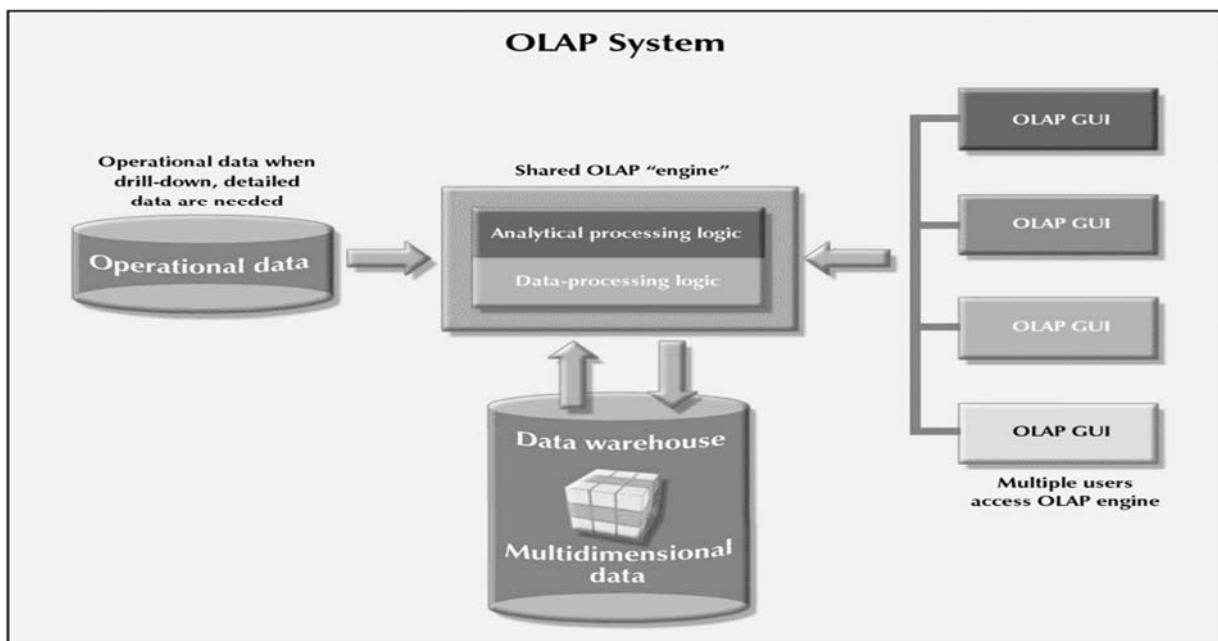 OLAP System
Operational data when
drill-down, detailed
data are needed
Operational data
Shared OLAP “engine”
Analytical processing logic
Data-processing logic
Data warehouse
Multidimensional
data
OLAP GUI
OLAP GUI
OLAP GUI
OLAP GUI
Multiple users
access OLAP engine